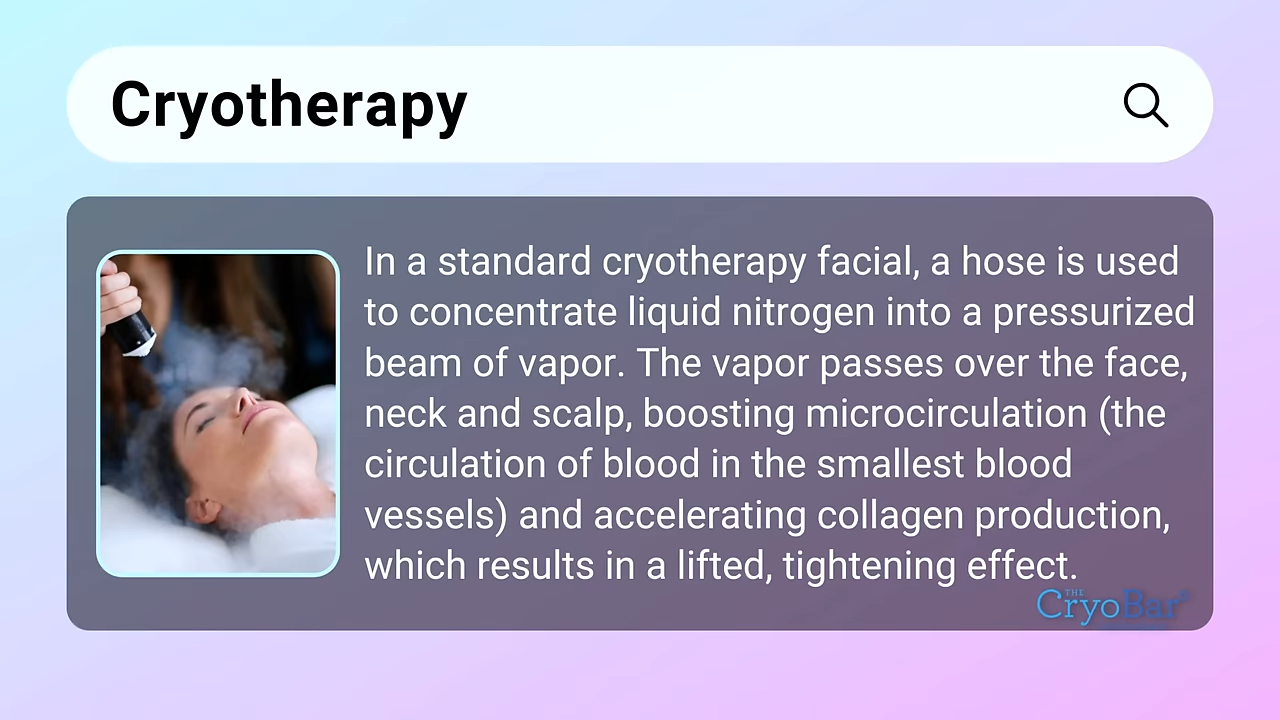 Cryotherapy
In a standard cryotherapy facial, a hose is used
to concentrate liquid nitrogen into a pressurized
beam of vapor. The vapor passes over the face,
neck and scalp, boosting microcirculation (the
circulation of blood in the smallest blood
vessels) and accelerating collagen production,
which results in a lifted, tightening effect.
THE
CryoBar